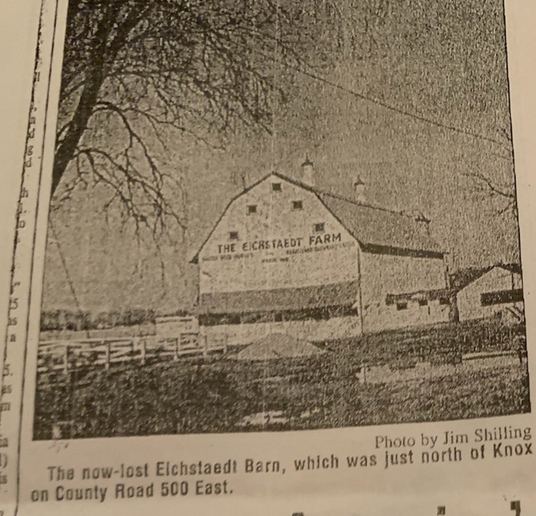 THE EICHSTAEDT FARM
Photo by Jim Shilling
The now-lost Eichstaedt Barn, which was just north of Knox
on County Road 500 East.